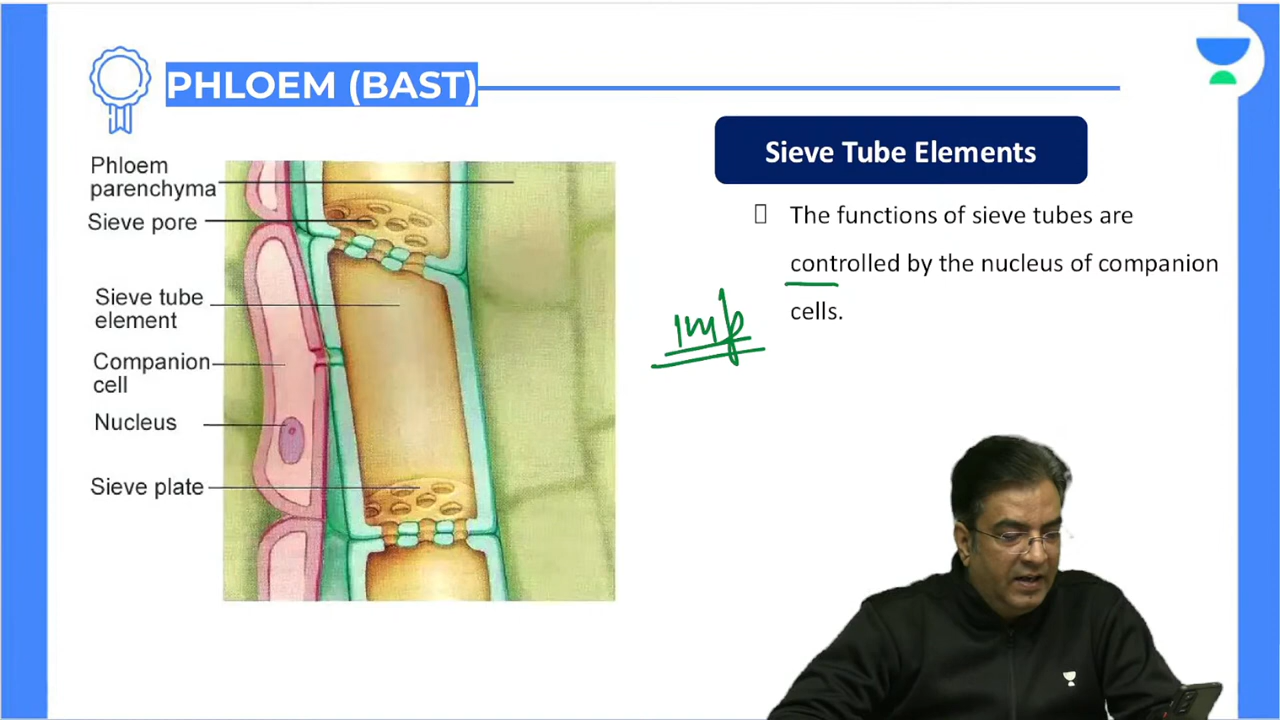 PHLOEM (BAST)
Phloem
parenchyma
Sieve pore
Sieve tube
element
Companion
cell
Nucleus
Sieve plate
Sieve Tube Elements
The functions of sieve tubes are
controlled by the nucleus of companion
cells.
Imp